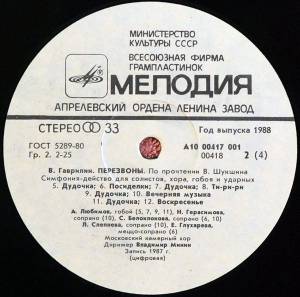 МИНИСТЕРСТВО
КУЛЬТУРЫ СССР
ВСЕСОЮЗНАЯ ФИРМА
ГРАМПЛАСТИНОК
МЕЛОДИЯ
АПРЕЛЕВСКИЙ ОРДЕНА ЛЕНИНА ЗАВОД
СТЕРЕО 33
Год выпуска 1988
ГОСТ 5289-80
Гр. 2. 2-25
А10 00417 001
00418 2 (4)
В. Гаврилин. ПЕРЕЗВОНЫ. По прочтении В. Шукшина
Симфония-действо для солистов, хора, гобоя и ударных
5. Дудочка; 6. Посиделки; 7. Дудочка; 8. Ти-ри-ри
9. Дудочка; 10. Вечерняя музыка
11. Дудочка; 12. Воскресенье
А. Любимов, гобой (5, 7, 9, 11), Н. Герасимова,
сопрано (10), С. Белоклокова, сопрано (6, 10)
Л. Слепнева, сопрано (10), Е. Глухарева,
меццо-сопрано (6)
Московский камерный хор
Дирижер Владимир Минин
Запись 1987 г.
(цифровая)